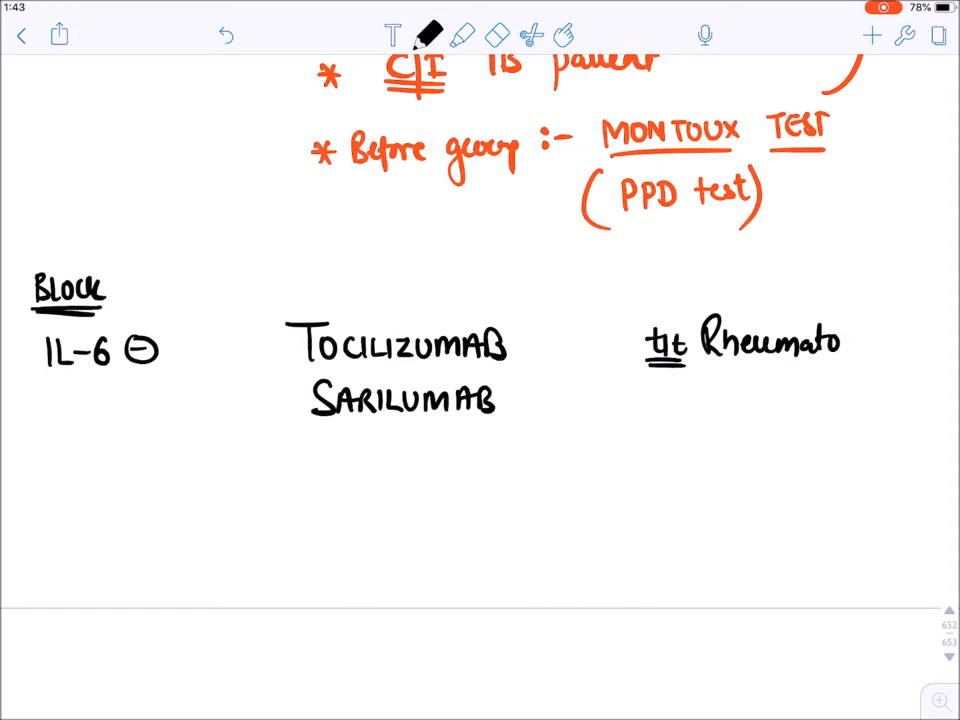 1:43
78%
T
* C/I TB patient
* Before giving :- MONTOUX TEST
(PPD test)
BLOCK
IL-6 ⊖ TOCILIZUMAB ttt Rheumato
SARILUMAB
652
653